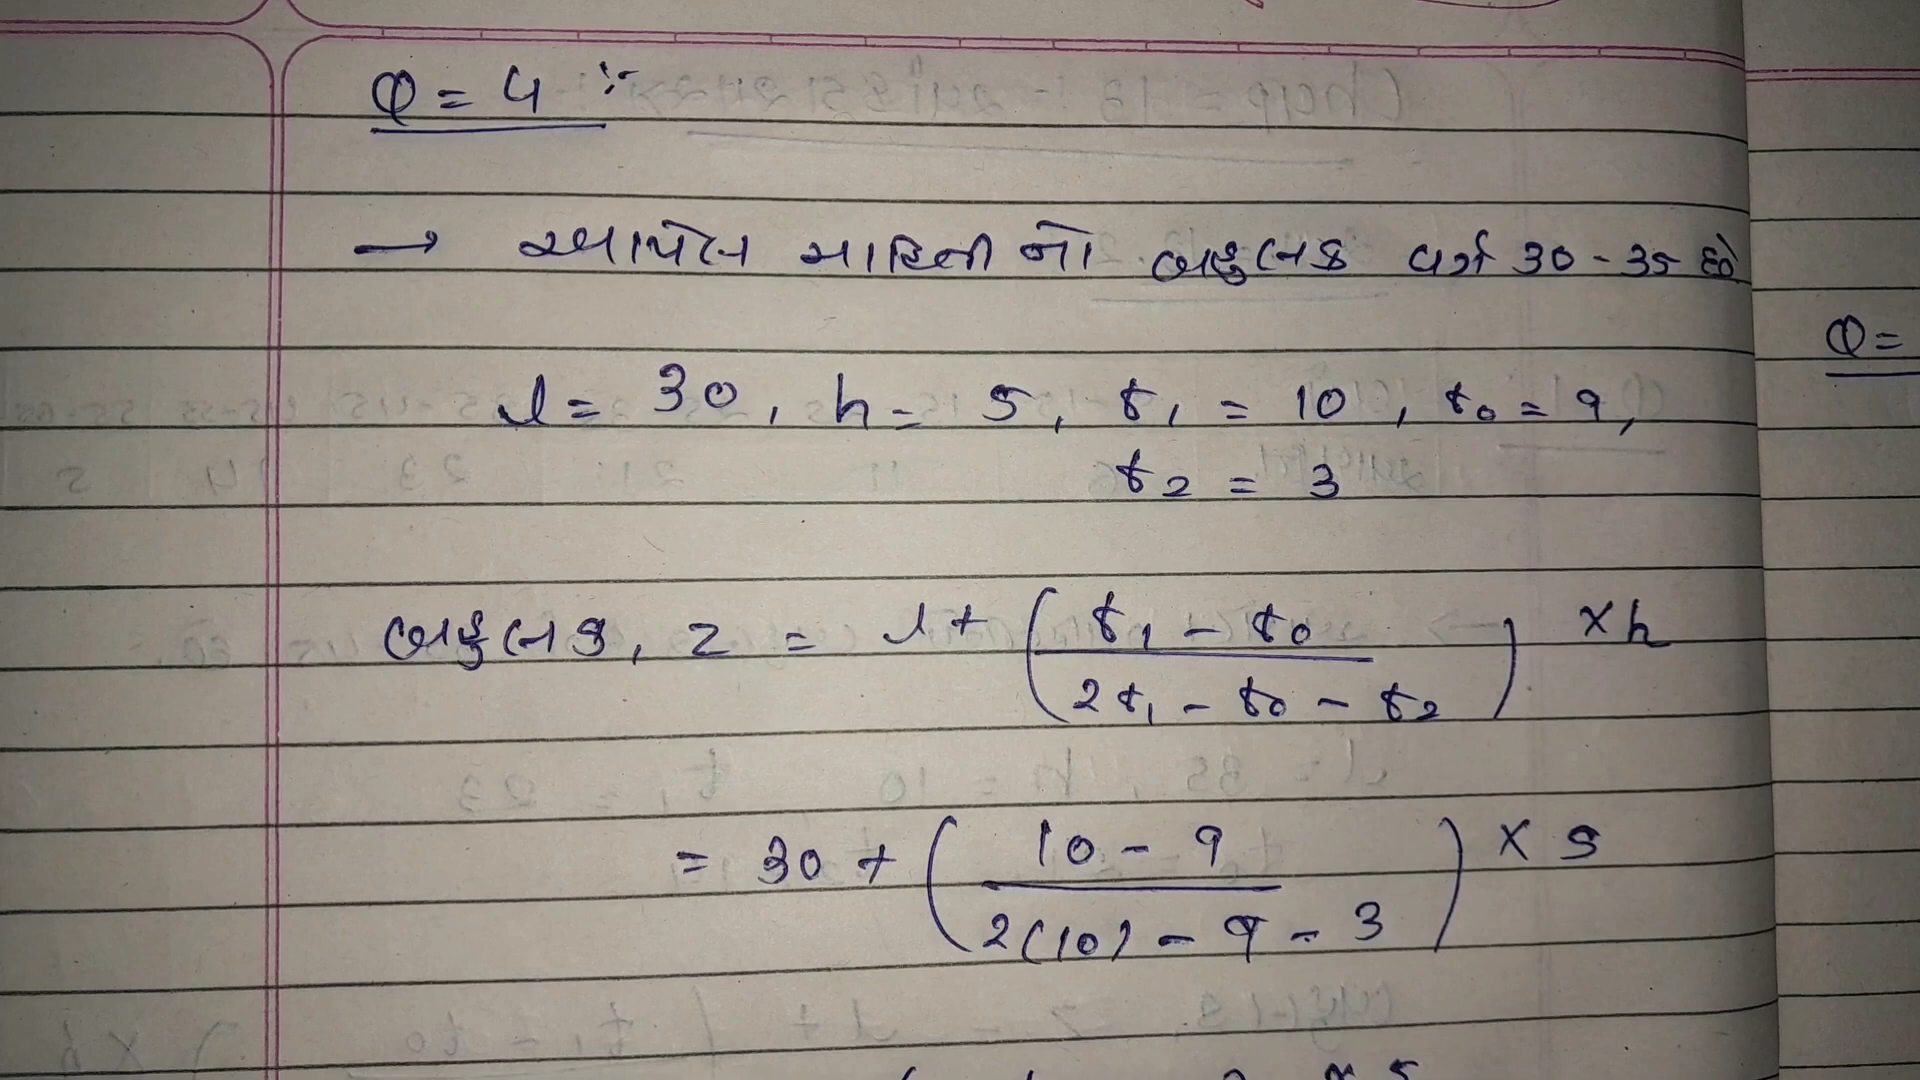 Q = 4 :-
→ આપેલ માહિતીનો બહુલક વર્ગ 30 - 35 છે
l = 30, h = 5, f₁ = 10, f₀ = 9,
f₂ = 3
બહુલક, Z = l + ( f₁ - f₀ / 2f₁ - f₀ - f₂ ) × h
= 30 + ( 10 - 9 / 2(10) - 9 - 3 ) × 5
Q =